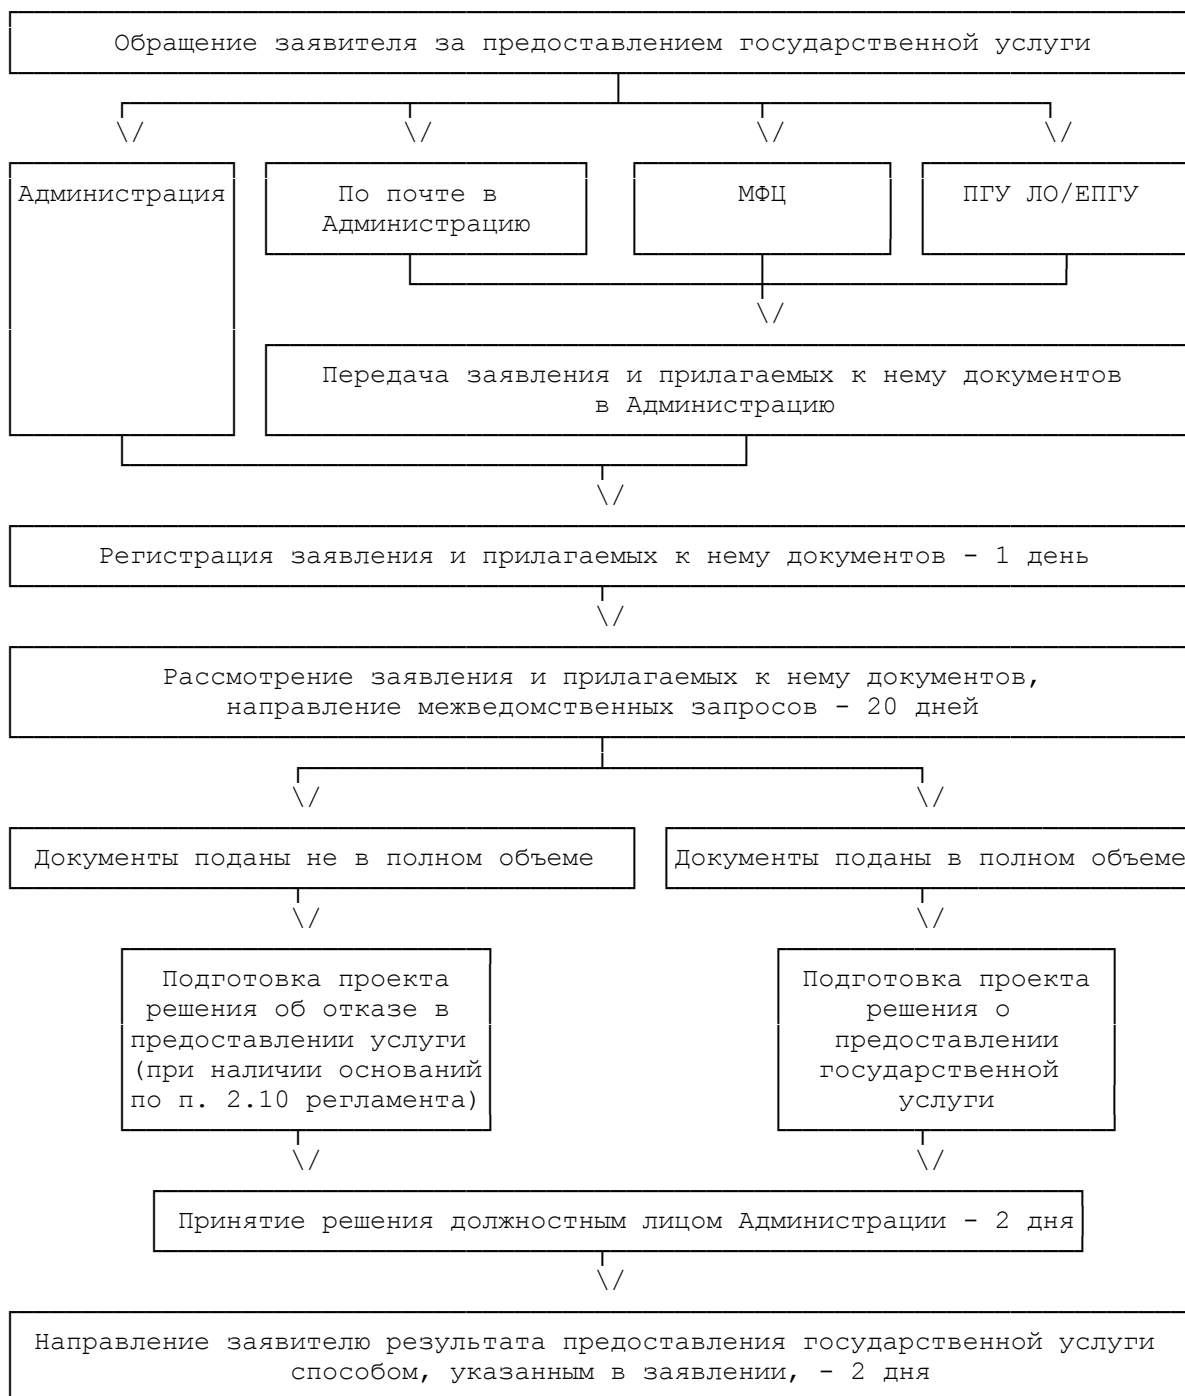 Обращение заявителя за предоставлением государственной услуги
\/ \/ \/ \/
Администрация
По почте в
Администрацию
МФЦ
ПГУ ЛО/ЕПГУ
\/
Передача заявления и прилагаемых к нему документов
в Администрацию
\/
Регистрация заявления и прилагаемых к нему документов - 1 день
\/
Рассмотрение заявления и прилагаемых к нему документов,
направление межведомственных запросов - 20 дней
\/ \/
Документы поданы не в полном объеме
Документы поданы в полном объеме
\/ \/
Подготовка проекта
решения об отказе в
предоставлении услуги
(при наличии оснований
по п. 2.10 регламента)
Подготовка проекта
решения о
предоставлении
государственной
услуги
\/ \/
Принятие решения должностным лицом Администрации - 2 дня
\/
Направление заявителю результата предоставления государственной услуги
способом, указанным в заявлении, - 2 дня